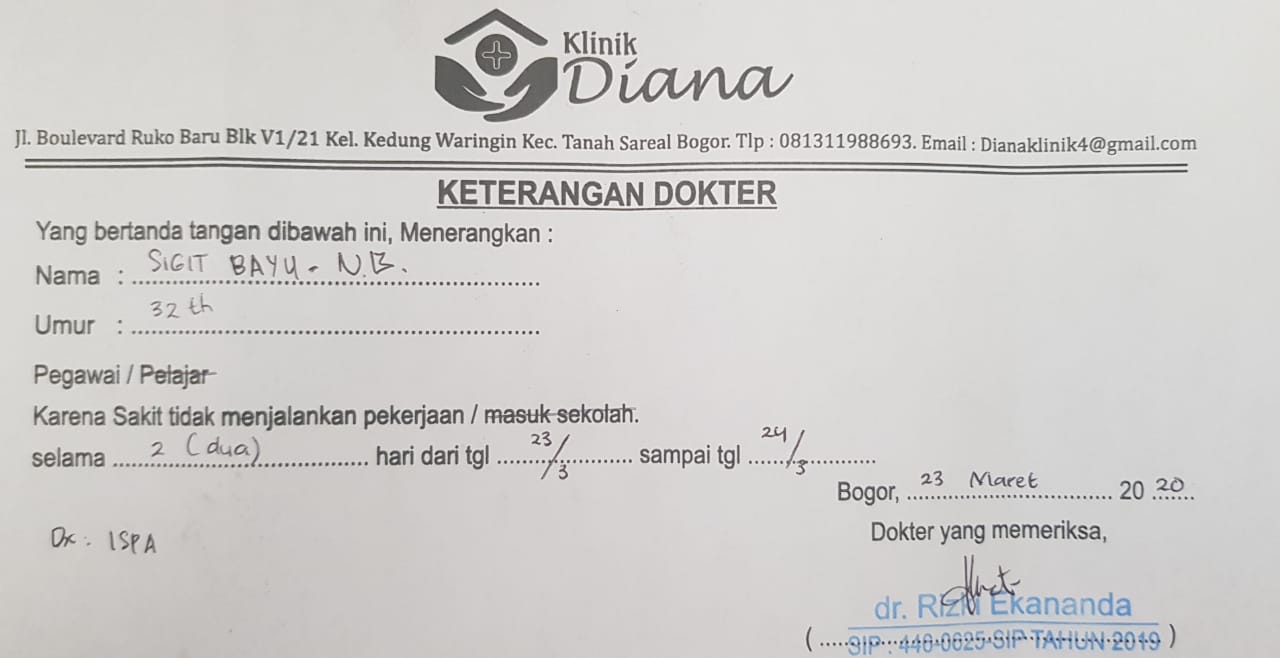 Klinik
Diana
Jl. Boulevard Ruko Baru Blk V1/21 Kel. Kedung Waringin Kec. Tanah Sareal Bogor. Tlp : 081311988693. Email : Dianaklinik4@gmail.com
KETERANGAN DOKTER
Yang bertanda tangan dibawah ini, Menerangkan :
Nama : SIGIT BAYU. N.B.
Umur : 32 th
Pegawai / Pelajar
Karena Sakit tidak menjalankan pekerjaan / masuk sekolah.
selama 2 (dua) hari dari tgl 23/3 sampai tgl 24/3
Bogor, 23 Maret 20 20
Dx : ISPA
Dokter yang memeriksa,
dr. RIZKI Ekananda
( SIP : 446-0625-SIP TAHUN 2019 )